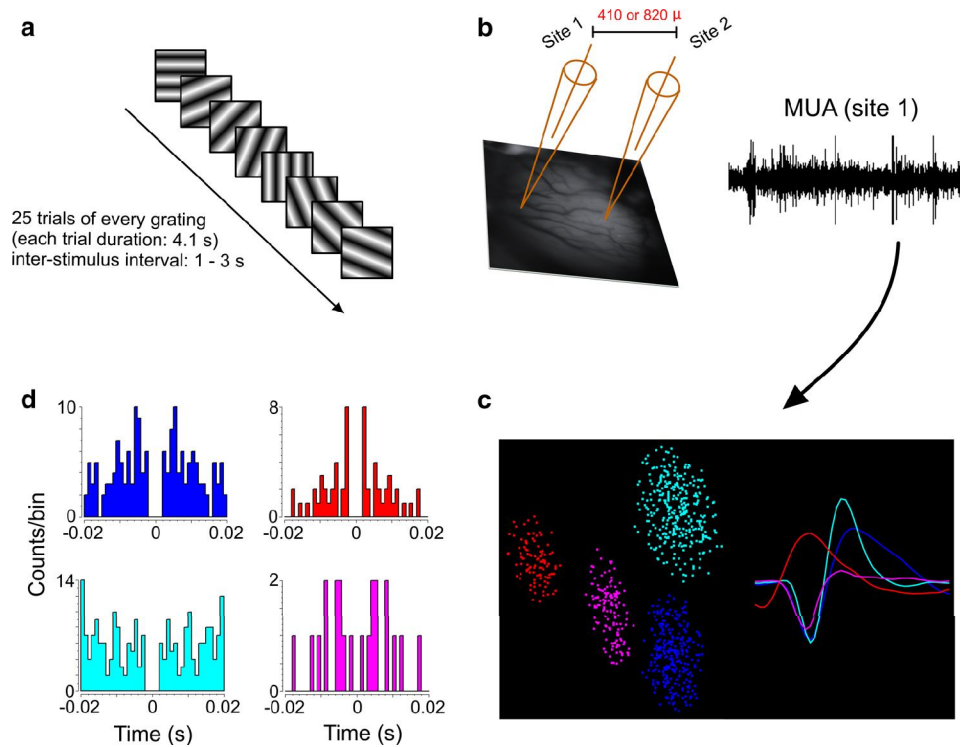 a
25 trials of every grating
(each trial duration: 4.1 s)
inter-stimulus interval: 1 - 3 s
b
410 or 820 µ
Site 1
Site 2
MUA (site 1)
c
d
Counts/bin
10
0
-0.02
0
0.02
8
0
-0.02
0
0.02
14
0
-0.02
0
0.02
Time (s)
2
0
-0.02
0
0.02
Time (s)